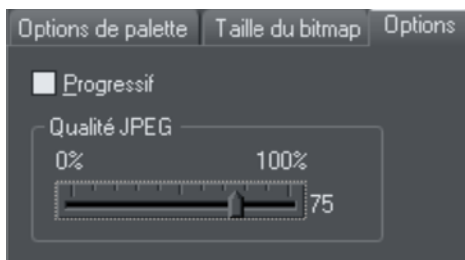 Options de palette Taille du bitmap Options
Progressif
Qualité JPEG
0% 100%
75